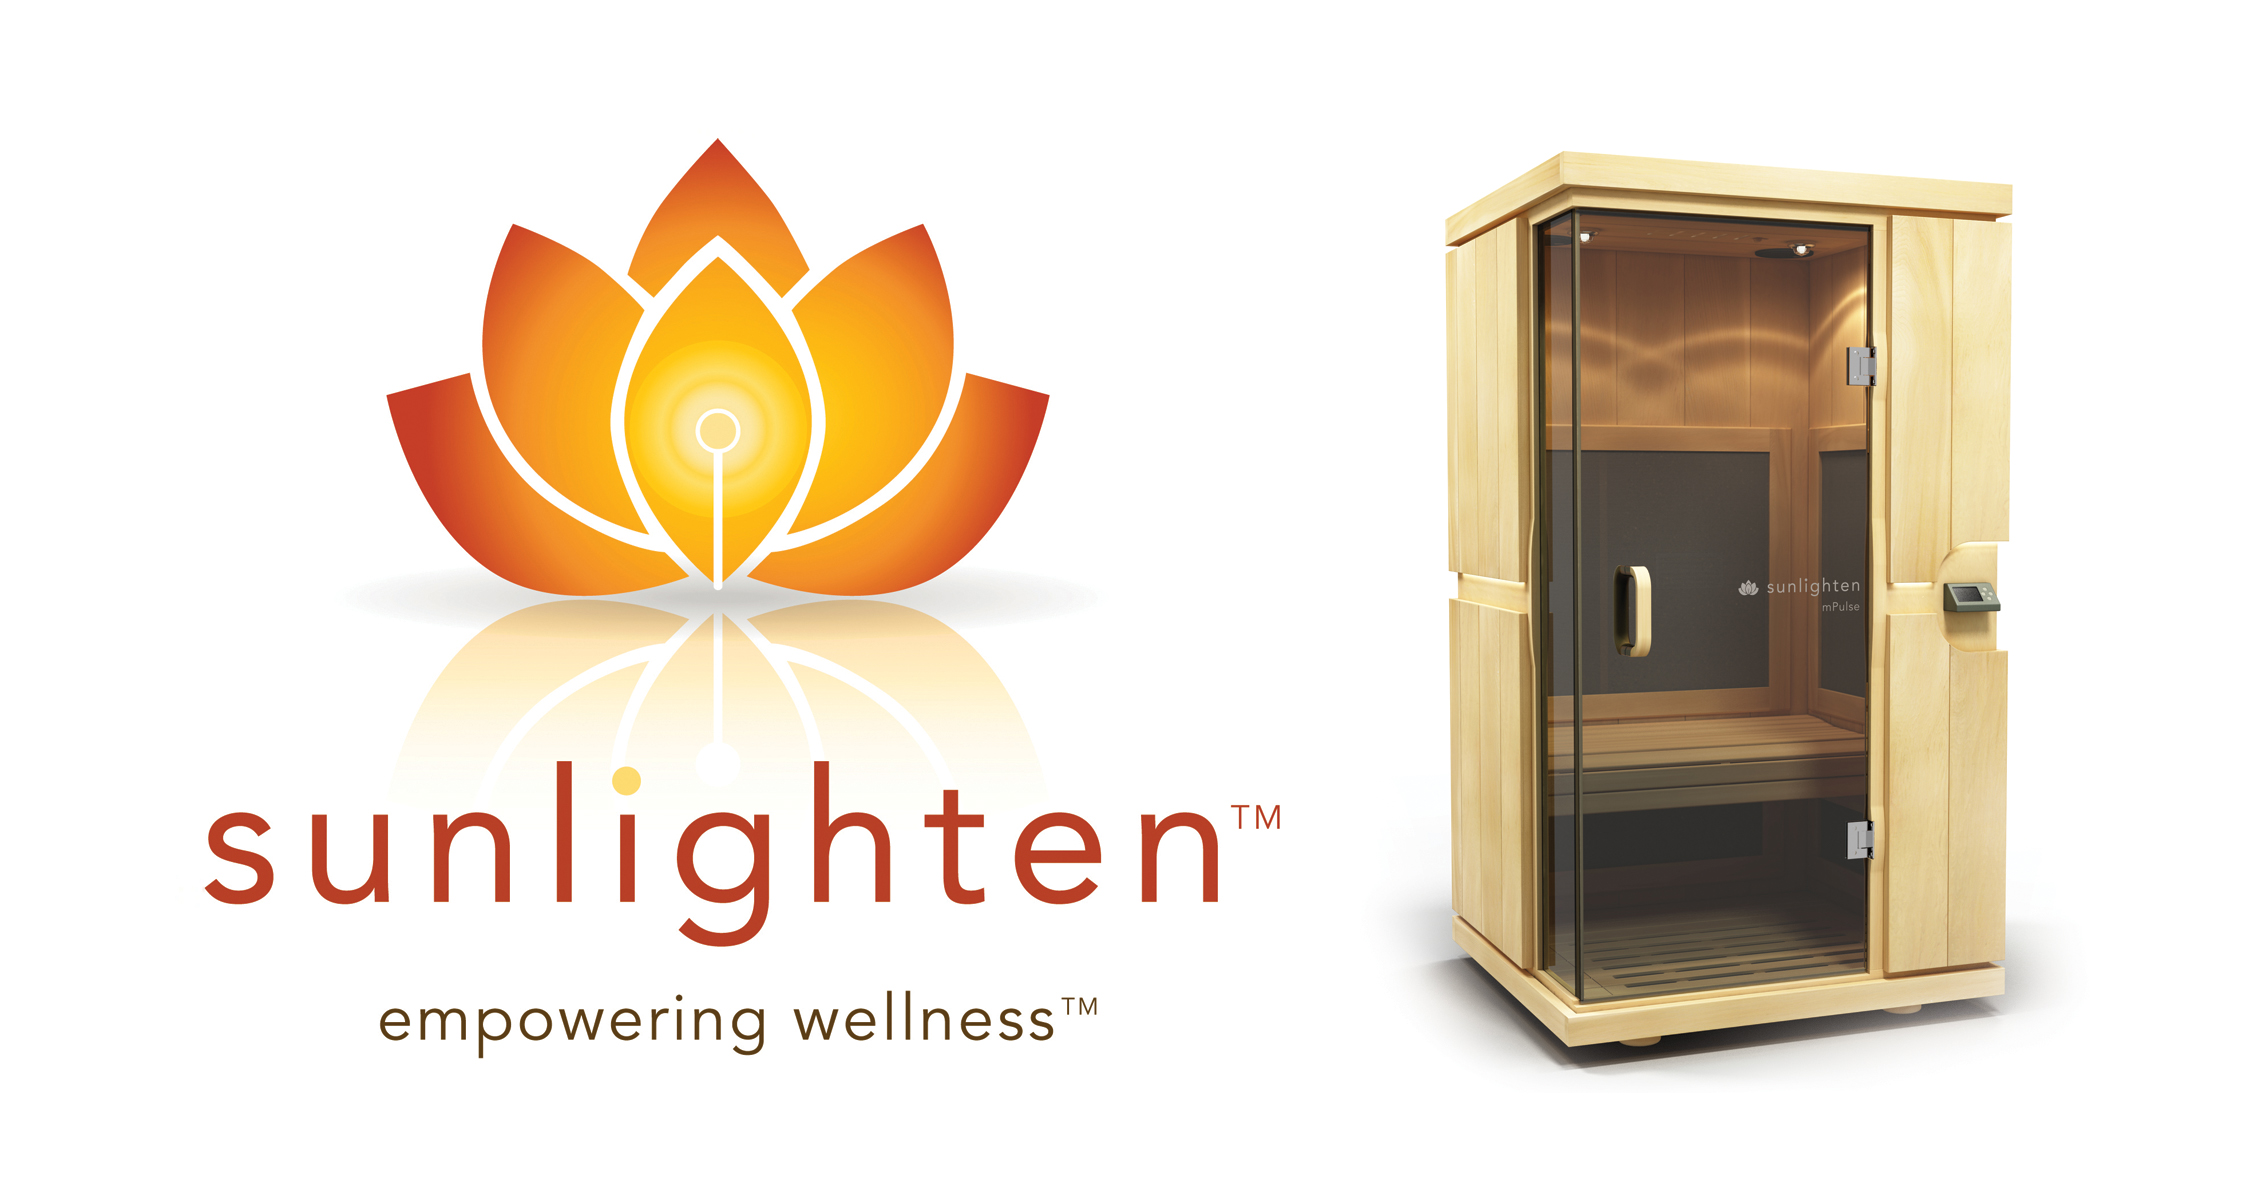 sunlighten™
empowering wellness™
sunlighten
mPulse